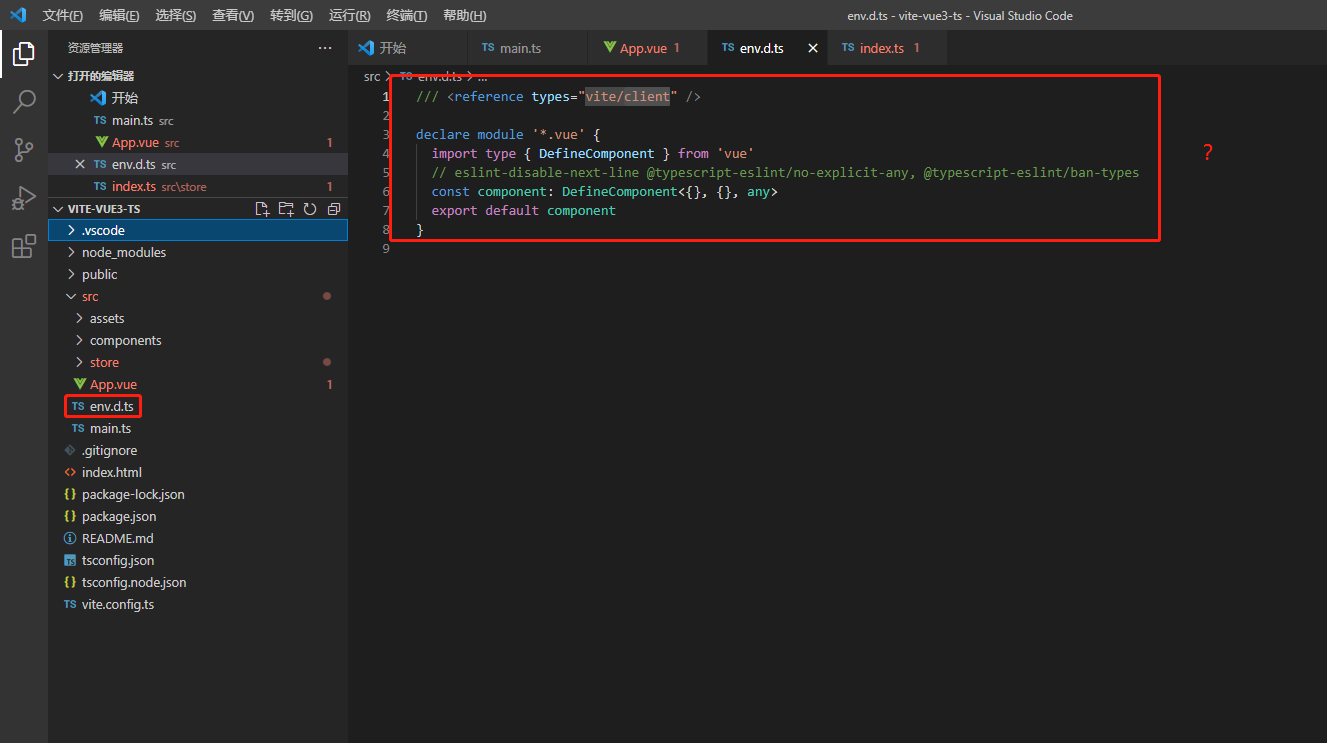 文件(F) 编辑(E) 选择(S) 查看(V) 转到(G) 运行(R) 终端(T) 帮助(H) env.d.ts - vite-vue3-ts - Visual Studio Code
资源管理器 ···
打开的编辑器
开始
TS main.ts src
App.vue src 1
TS env.d.ts src
TS index.ts src\store 1
VITE-VUE3-TS
.vscode
node_modules
public
src
assets
components
store
App.vue 1
TS env.d.ts
TS main.ts
.gitignore
<> index.html
{} package-lock.json
{} package.json
README.md
TS tsconfig.json
{} tsconfig.node.json
TS vite.config.ts
开始 TS main.ts App.vue 1 TS env.d.ts TS index.ts 1
src > TS env.d.ts > ...
1 /// <reference types="vite/client" />
2
3 declare module '*.vue' {
4 import type { DefineComponent } from 'vue'
5 // eslint-disable-next-line @typescript-eslint/no-explicit-any, @typescript-eslint/ban-types
6 const component: DefineComponent<{}, {}, any>
7 export default component
8 }
9
?